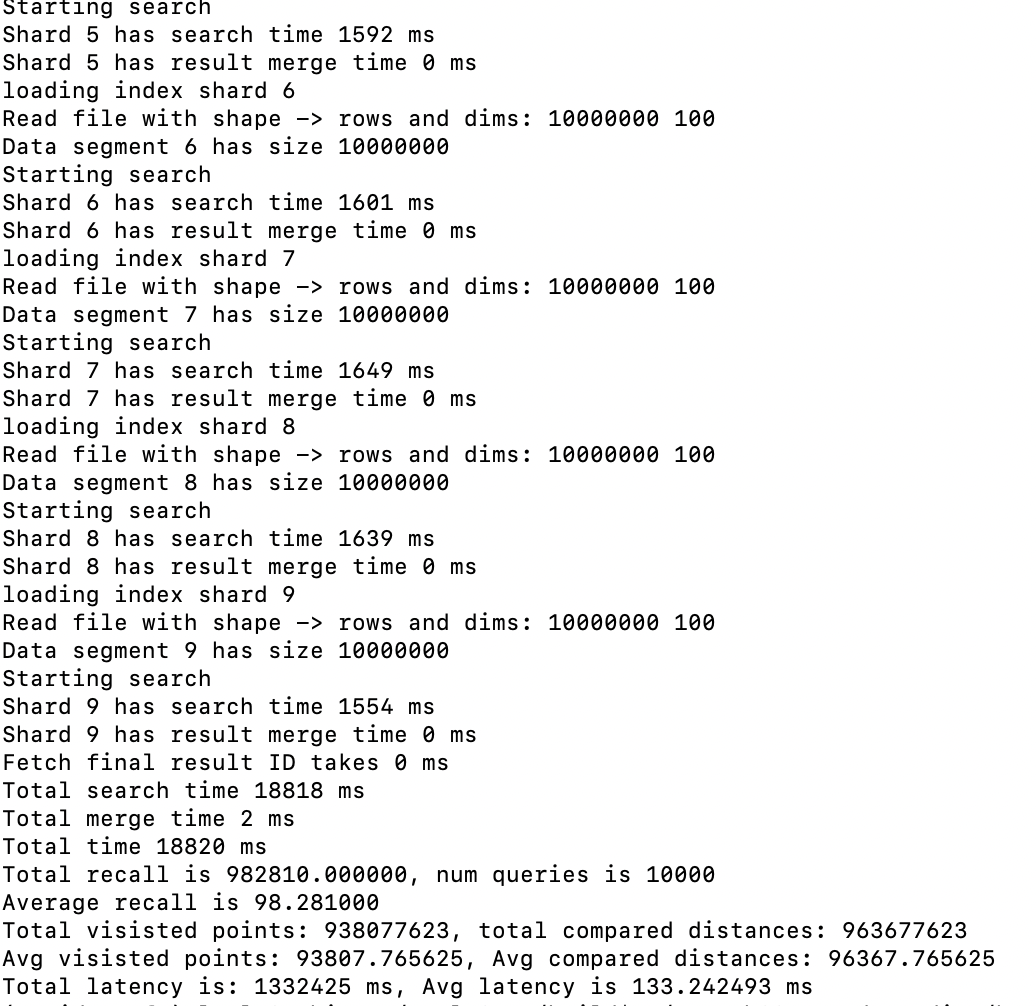 Starting search
Shard 5 has search time 1592 ms
Shard 5 has result merge time 0 ms
loading index shard 6
Read file with shape -> rows and dims: 10000000 100
Data segment 6 has size 10000000
Starting search
Shard 6 has search time 1601 ms
Shard 6 has result merge time 0 ms
loading index shard 7
Read file with shape -> rows and dims: 10000000 100
Data segment 7 has size 10000000
Starting search
Shard 7 has search time 1649 ms
Shard 7 has result merge time 0 ms
loading index shard 8
Read file with shape -> rows and dims: 10000000 100
Data segment 8 has size 10000000
Starting search
Shard 8 has search time 1639 ms
Shard 8 has result merge time 0 ms
loading index shard 9
Read file with shape -> rows and dims: 10000000 100
Data segment 9 has size 10000000
Starting search
Shard 9 has search time 1554 ms
Shard 9 has result merge time 0 ms
Fetch final result ID takes 0 ms
Total search time 18818 ms
Total merge time 2 ms
Total time 18820 ms
Total recall is 982810.000000, num queries is 10000
Average recall is 98.281000
Total visisted points: 938077623, total compared distances: 963677623
Avg visisted points: 93807.765625, Avg compared distances: 96367.765625
Total latency is: 1332425 ms, Avg latency is 133.242493 ms